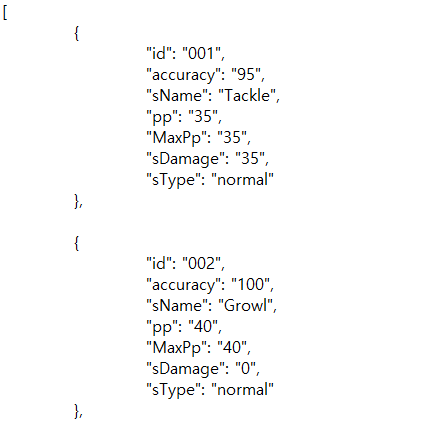 [
{
"id": "001",
"accuracy": "95",
"sName": "Tackle",
"pp": "35",
"MaxPp": "35",
"sDamage": "35",
"sType": "normal"
},
{
"id": "002",
"accuracy": "100",
"sName": "Growl",
"pp": "40",
"MaxPp": "40",
"sDamage": "0",
"sType": "normal"
},